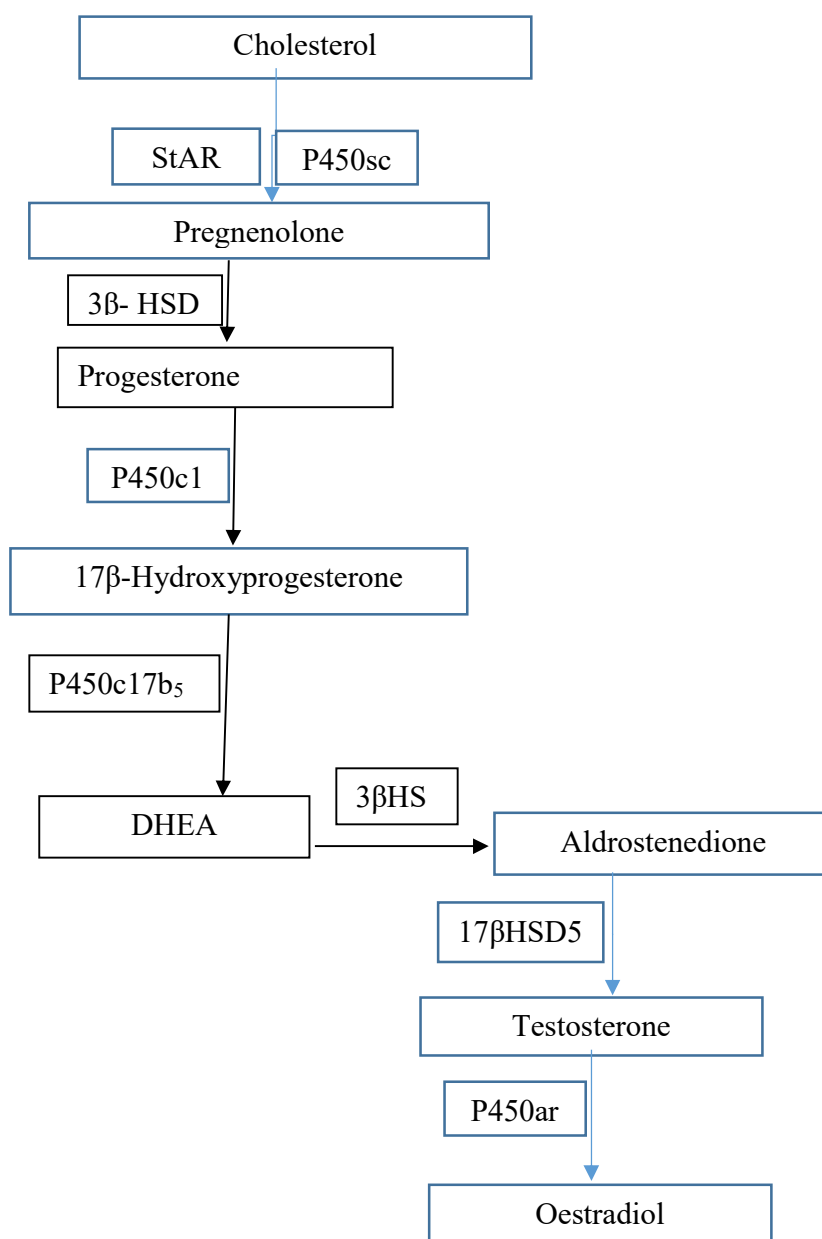 Cholesterol
StAR
P450sc
Pregnenolone
3β- HSD
Progesterone
P450c1
17β-Hydroxyprogesterone
P450c17b₅
3βHS
DHEA
Aldrostenedione
17βHSD5
Testosterone
P450ar
Oestradiol